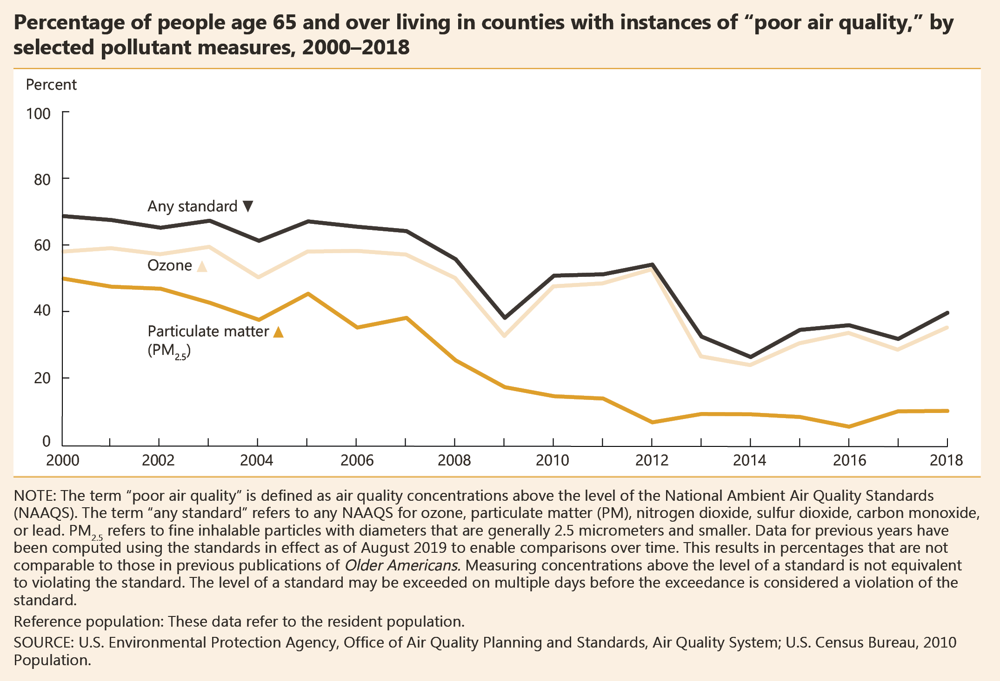 Percentage of people age 65 and over living in counties with instances of “poor air quality,” by
selected pollutant measures, 2000–2018
Percent
100
80
60
40
20
0
Any standard ▼
Ozone ▲
Particulate matter ▲
(PM2.5)
2000 2002 2004 2006 2008 2010 2012 2014 2016 2018
NOTE: The term “poor air quality” is defined as air quality concentrations above the level of the National Ambient Air Quality Standards
(NAAQS). The term “any standard” refers to any NAAQS for ozone, particulate matter (PM), nitrogen dioxide, sulfur dioxide, carbon monoxide,
or lead. PM2.5 refers to fine inhalable particles with diameters that are generally 2.5 micrometers and smaller. Data for previous years have
been computed using the standards in effect as of August 2019 to enable comparisons over time. This results in percentages that are not
comparable to those in previous publications of Older Americans. Measuring concentrations above the level of a standard is not equivalent
to violating the standard. The level of a standard may be exceeded on multiple days before the exceedance is considered a violation of the
standard.
Reference population: These data refer to the resident population.
SOURCE: U.S. Environmental Protection Agency, Office of Air Quality Planning and Standards, Air Quality System; U.S. Census Bureau, 2010
Population.